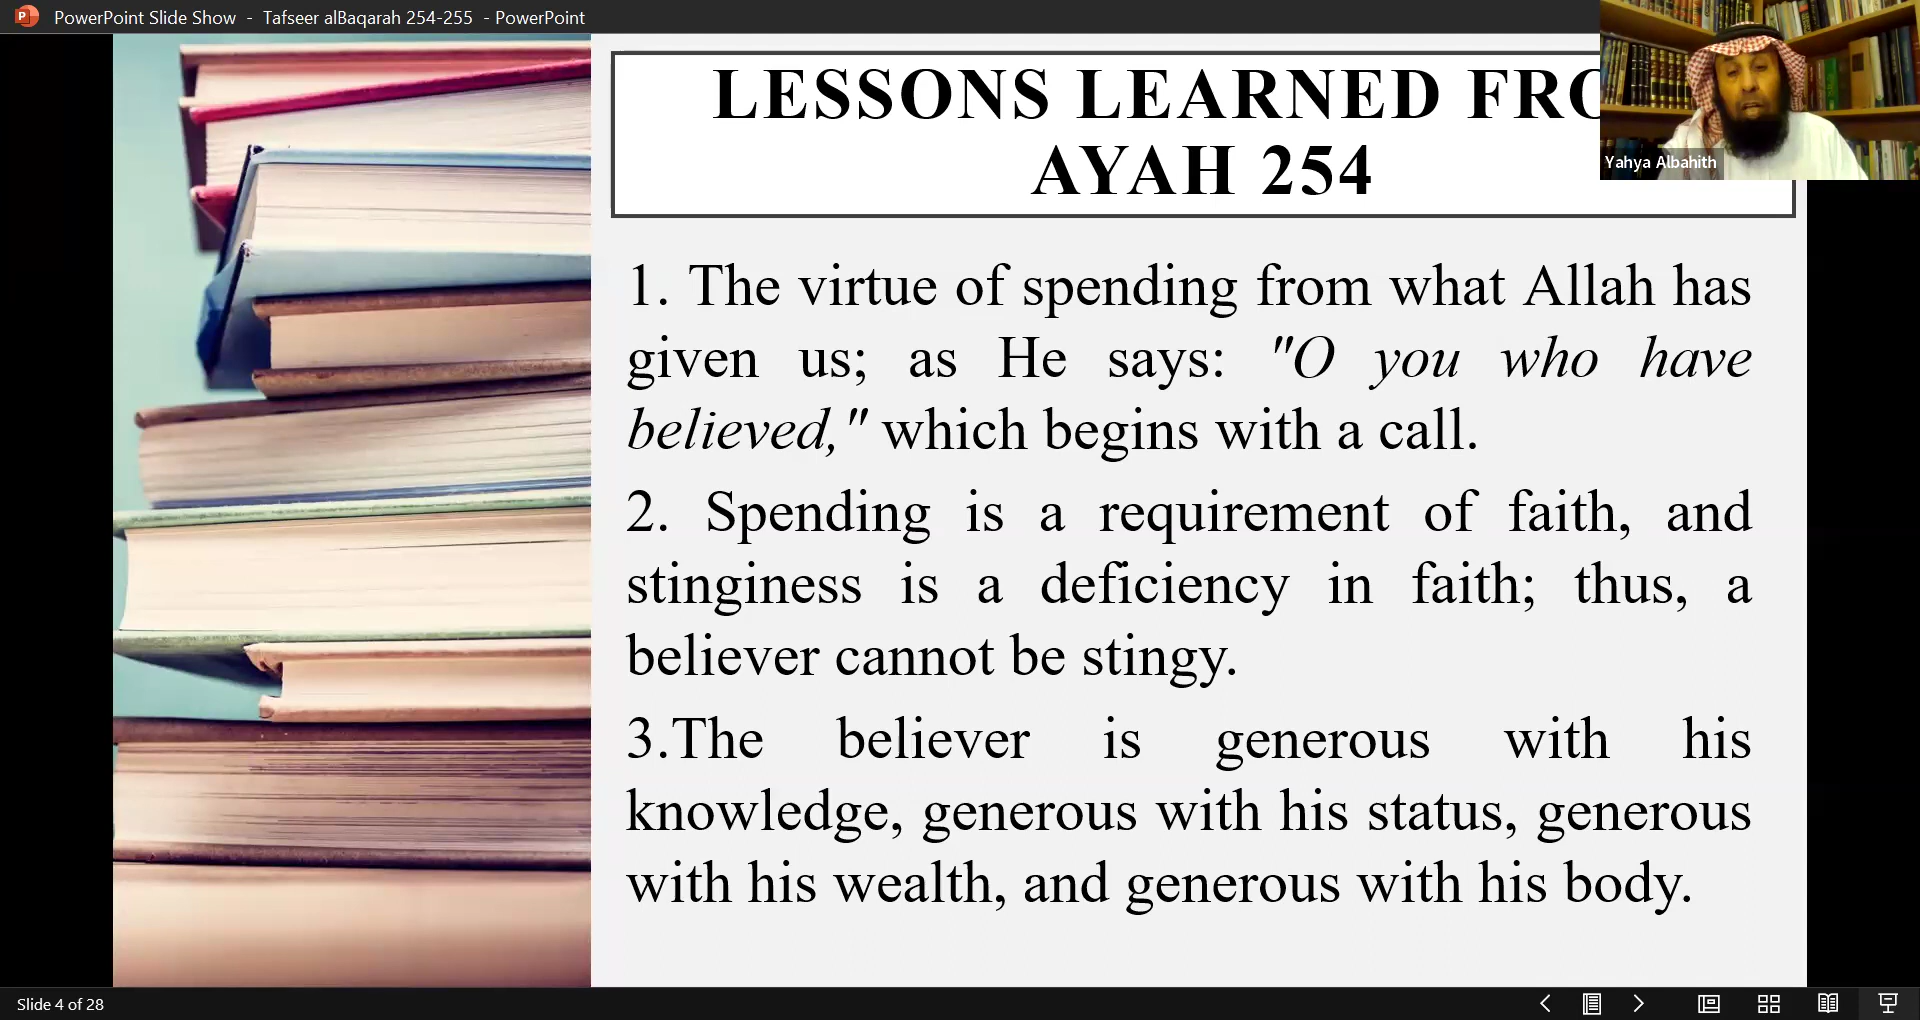 PowerPoint Slide Show - Tafseer alBaqarah 254-255 - PowerPoint
LESSONS LEARNED FRO
AYAH 254
Yahya Albahith
1. The virtue of spending from what Allah has
given us; as He says: "O you who have
believed," which begins with a call.
2. Spending is a requirement of faith, and
stinginess is a deficiency in faith; thus, a
believer cannot be stingy.
3.The believer is generous with his
knowledge, generous with his status, generous
with his wealth, and generous with his body.
Slide 4 of 28